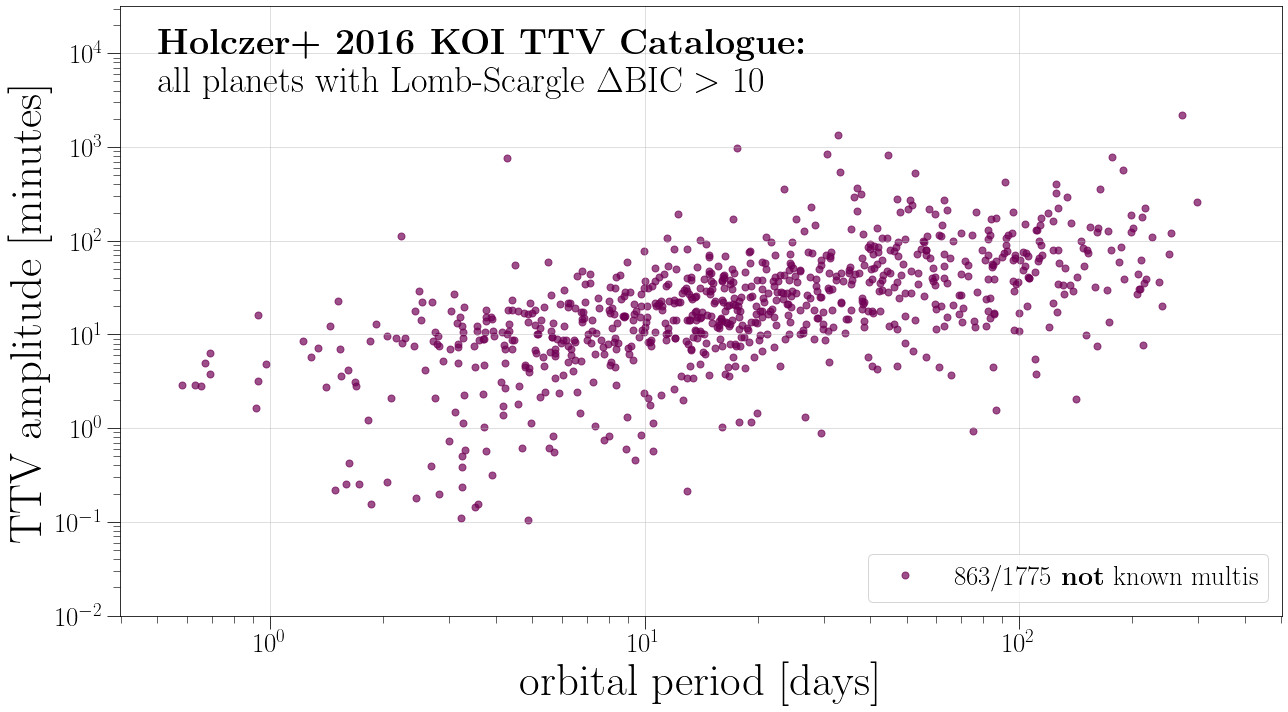 Holczer+ 2016 KOI TTV Catalogue:
all planets with Lomb-Scargle ΔBIC > 10
TTV amplitude [minutes]
10⁴
10³
10²
10¹
10⁰
10⁻¹
10⁻²
863/1775 not known multis
10⁰ 10¹ 10²
orbital period [days]